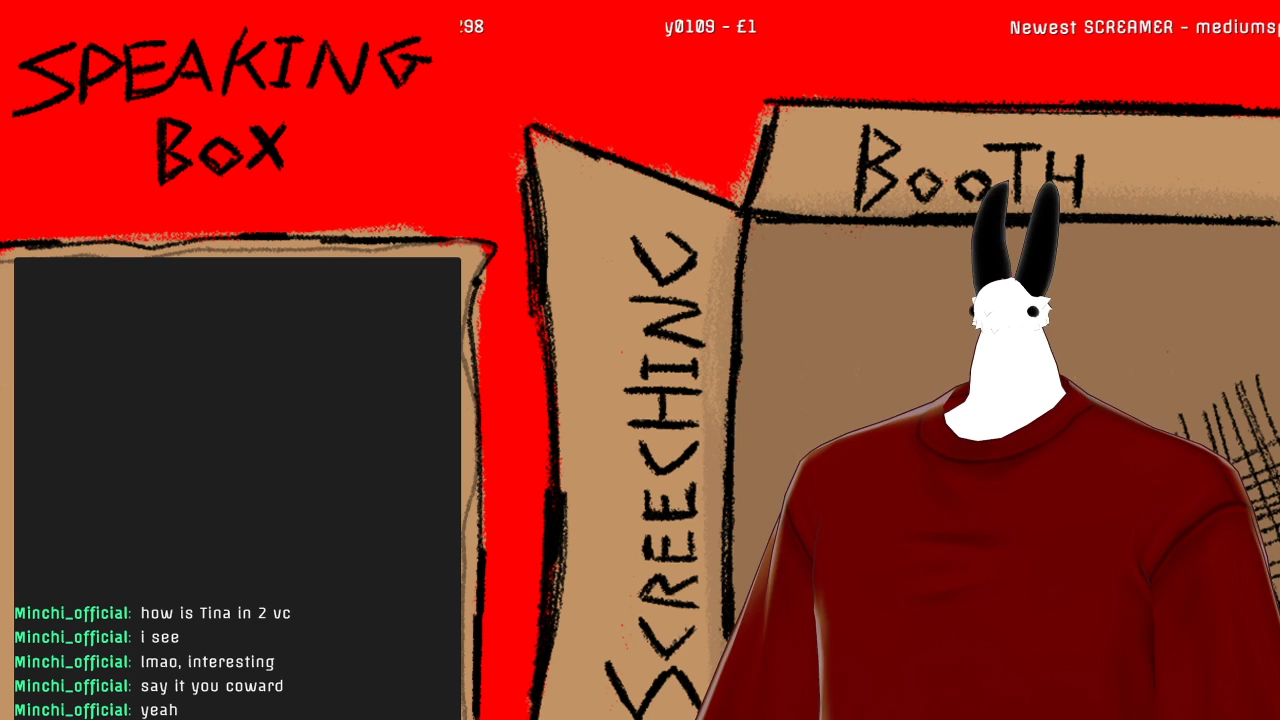 :98
y0109 - £1
Newest SCREAMER - mediums
SPEAKING
BOX
BOOTH
SCREECHING
Minchi_official: how is Tina in 2 vc
Minchi_official: i see
Minchi_official: lmao, interesting
Minchi_official: say it you coward
Minchi_official: yeah